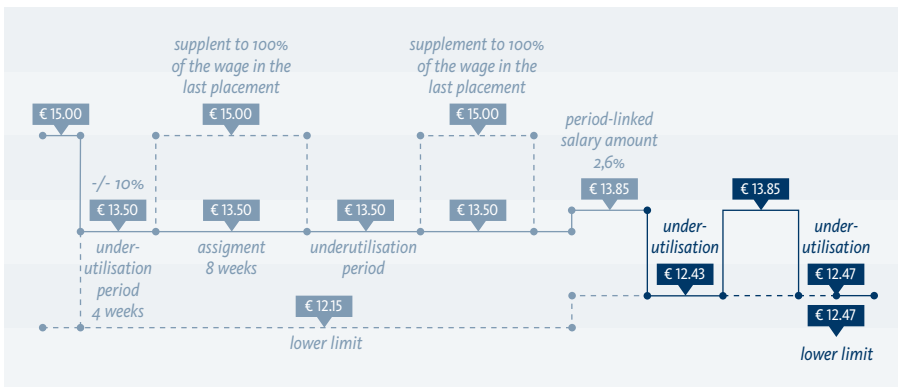 supplent to 100%
of the wage in the
last placement
supplement to 100%
of the wage in the
last placement
€ 15.00
€ 15.00
€ 15.00
period-linked
salary amount
2,6%
-/- 10%
€ 13.85
€ 13.85
€ 13.50
€ 13.50
€ 13.50
€ 13.50
under-
utilisation
period
4 weeks
assigment
8 weeks
underutilisation
period
under-
utilisation
€ 12.43
under-
utilisation
€ 12.47
€ 12.15
lower limit
€ 12.47
lower limit